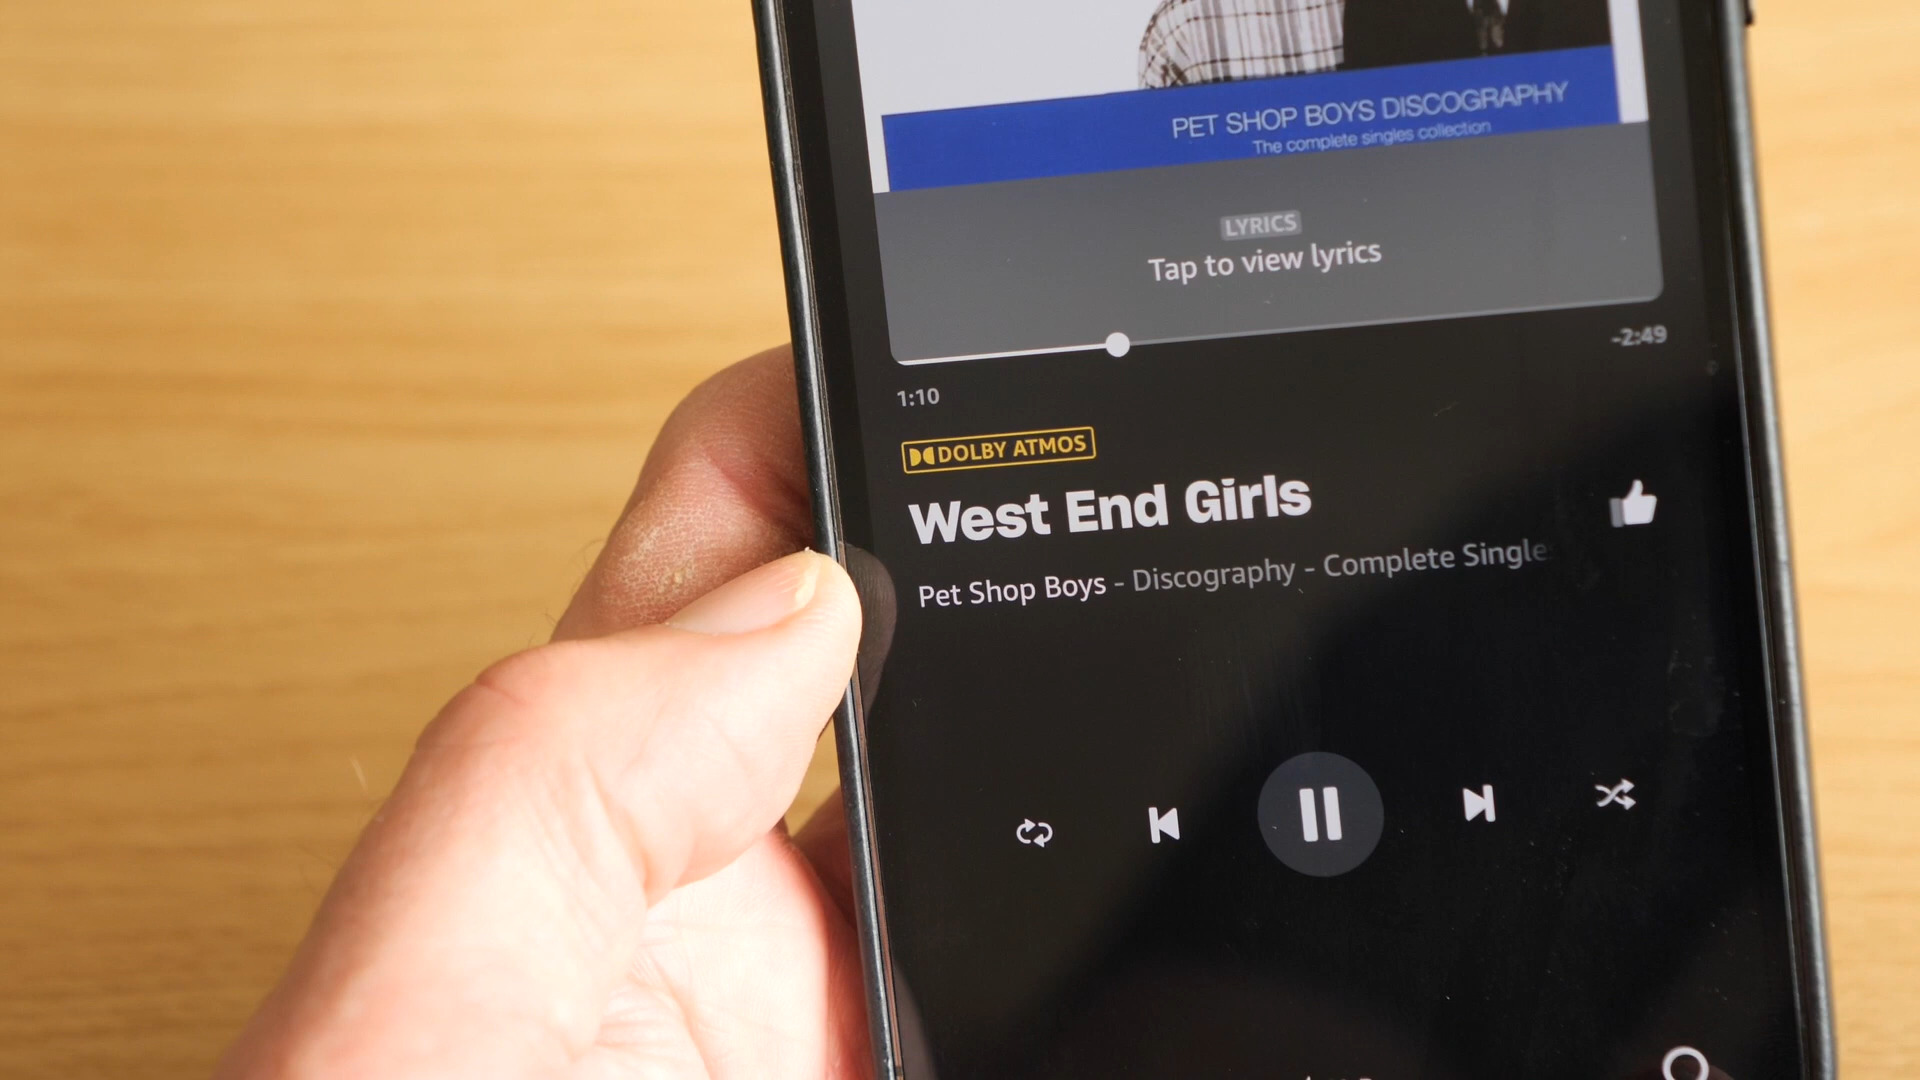 PET SHOP BOYS DISCOGRAPHY
The complete singles collection
LYRICS
Tap to view lyrics
1:10
-2:49
DOLBY ATMOS
West End Girls
Pet Shop Boys - Discography - Complete Single